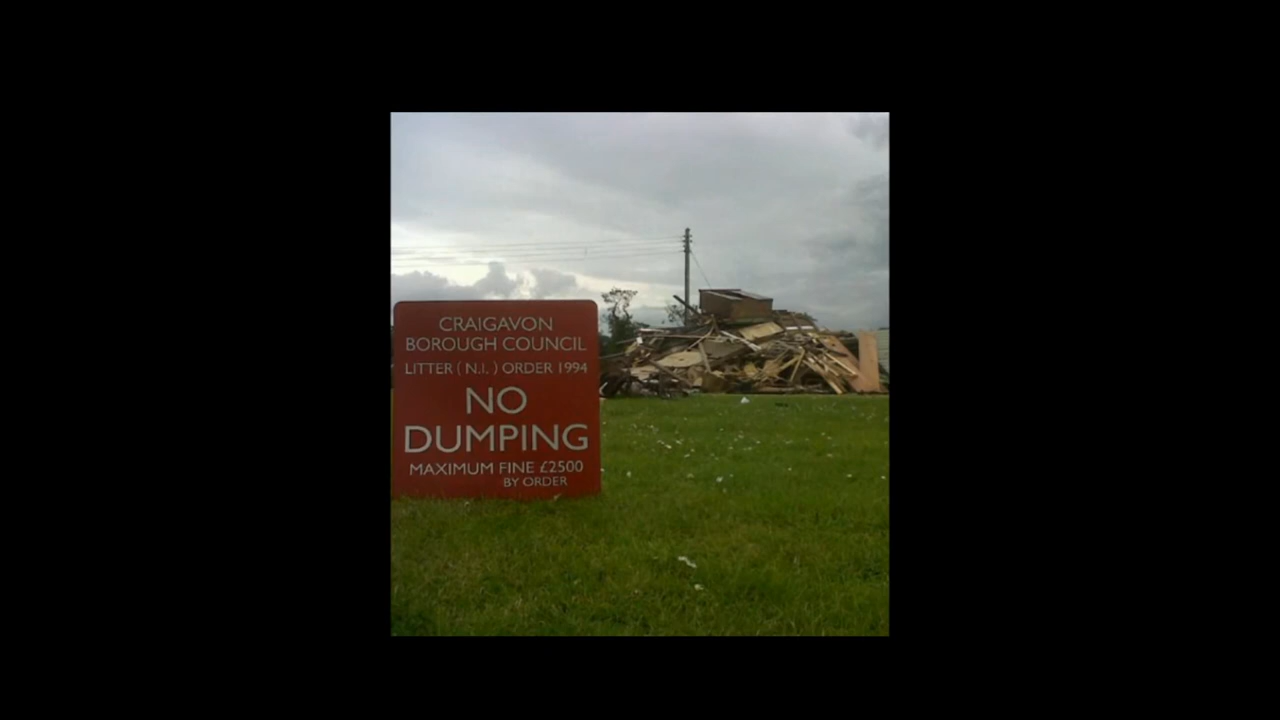 CRAIGAVON
BOROUGH COUNCIL
LITTER ( N.I. ) ORDER 1994
NO
DUMPING
MAXIMUM FINE £2500
BY ORDER